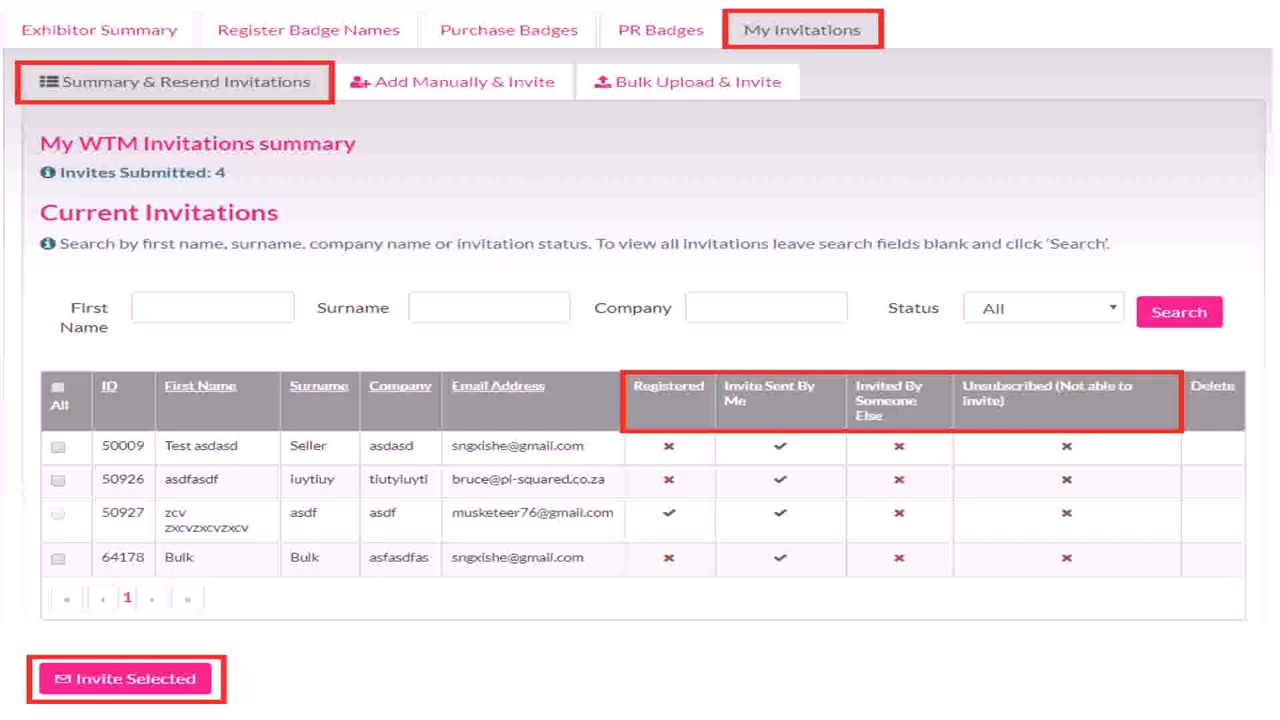 Exhibitor Summary Register Badge Names Purchase Badges PR Badges My Invitations
Summary & Resend Invitations Add Manually & Invite Bulk Upload & Invite
My WTM Invitations summary
Invites Submitted: 4
Current Invitations
Search by first name, surname, company name or invitation status. To view all invitations leave search fields blank and click 'Search'.
First Name Surname Company Status All Search
All ID First Name Surname Company Email Address Registered Invite Sent By Me Invited By Someone Else Unsubscribed (Not able to invite) Delete
50009 Test asdasd Seller asdasd sngxishe@gmail.com ✖ ✔ ✖ ✖
50926 asdfasdf iuytiuy tiutyiuyti bruce@pi-squared.co.za ✖ ✔ ✖ ✖
50927 zcv zxcvzxcvzxcv asdf asdf musketeer76@gmail.com ✔ ✔ ✖ ✖
64178 Bulk Bulk asfasdfas sngxishe@gmail.com ✖ ✔ ✖ ✖
« ‹ 1 › »
Invite Selected